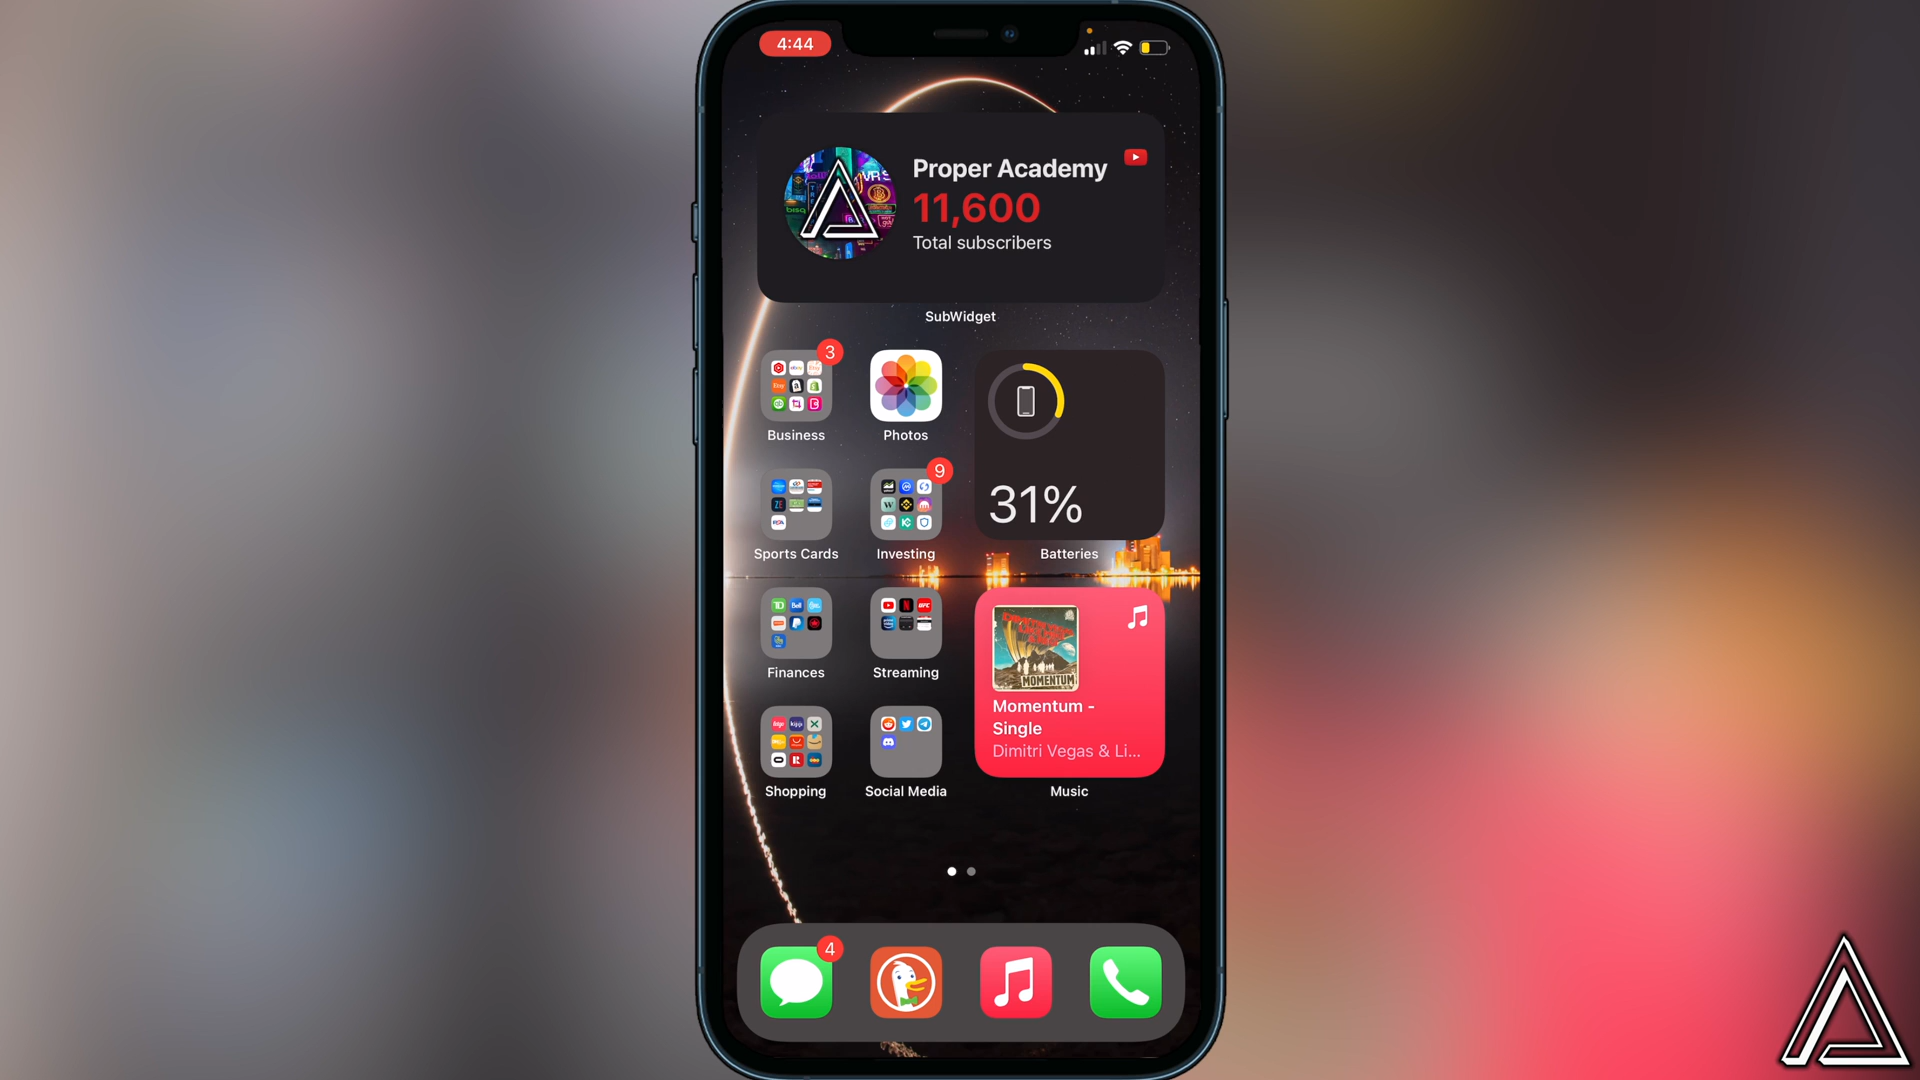 4:44
Proper Academy
11,600
Total subscribers
SubWidget
3
Business
Photos
31%
Batteries
9
Sports Cards
Investing
Finances
Streaming
MOMENTUM
Momentum -
Single
Dimitri Vegas & Li...
Shopping
Social Media
Music
4